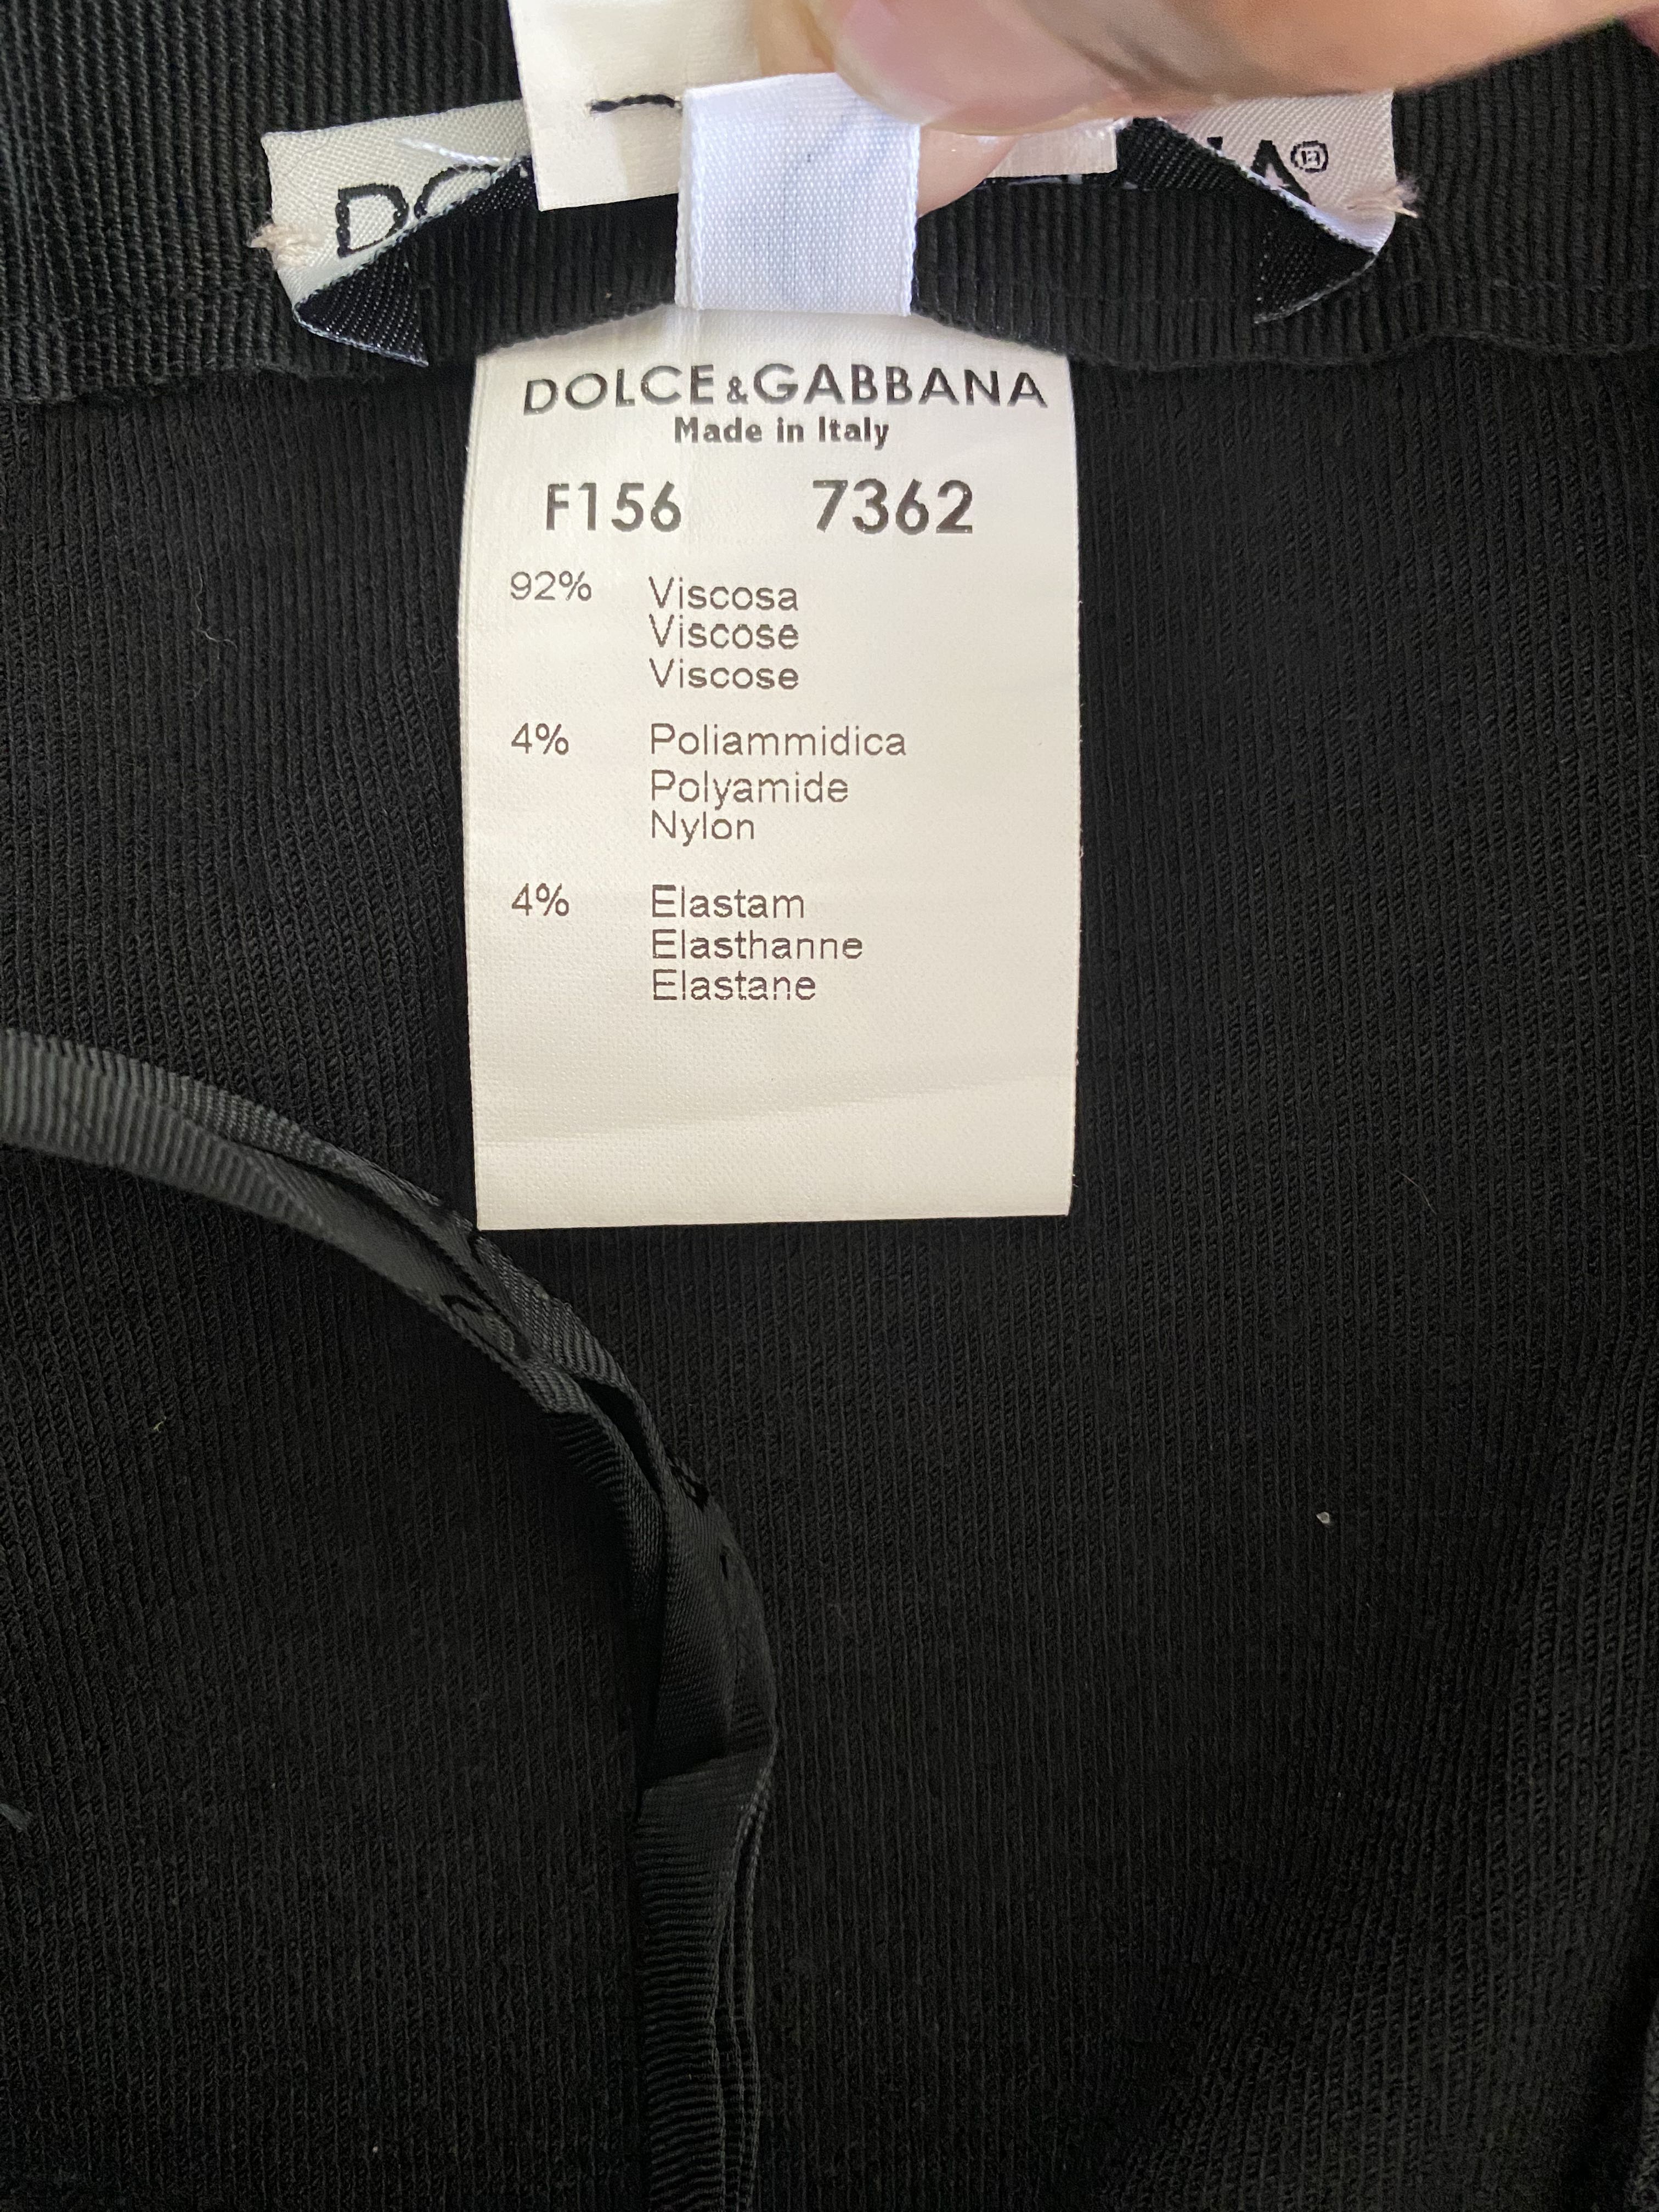 DOLCE&GABBANA
Made in Italy
F156 7362
92% Viscosa
Viscose
Viscose
4% Poliammidica
Polyamide
Nylon
4% Elastam
Elasthanne
Elastane